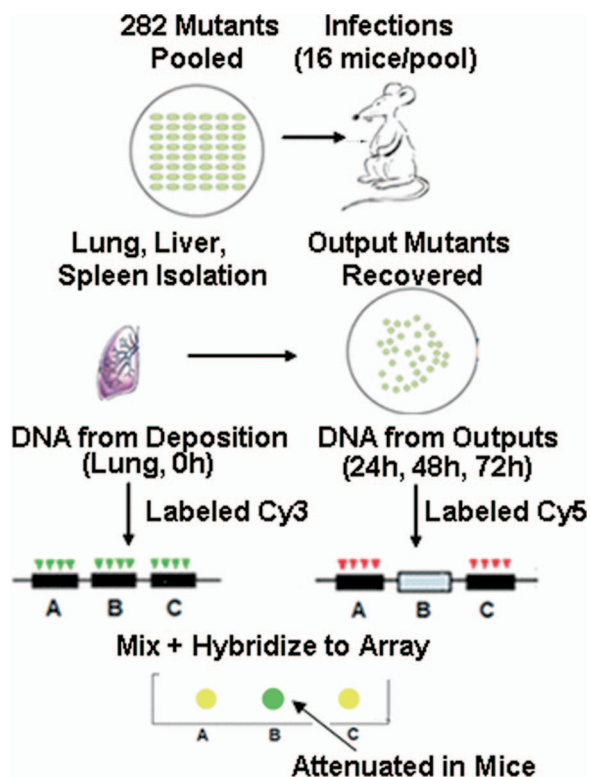 282 Mutants Pooled
Infections (16 mice/pool)
Lung, Liver, Spleen Isolation
Output Mutants Recovered
DNA from Deposition (Lung, 0h)
DNA from Outputs (24h, 48h, 72h)
Labeled Cy3
Labeled Cy5
A B C
A B C
Mix + Hybridize to Array
A B C
Attenuated in Mice